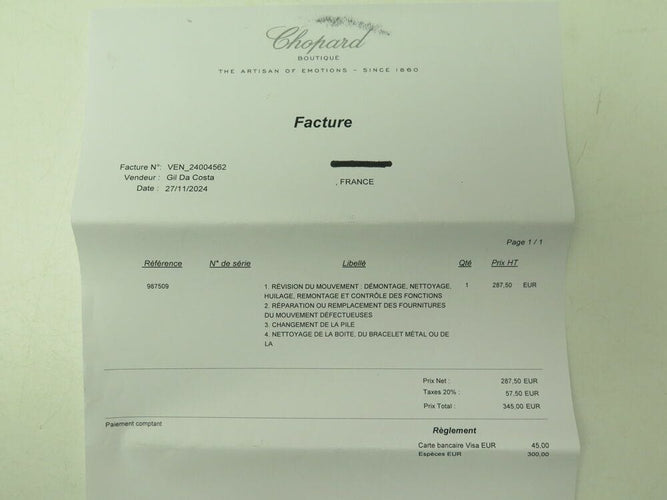 Chopard
BOUTIQUE
THE ARTISAN OF EMOTIONS – SINCE 1860
Facture
Facture N°: VEN_24004562
Vendeur : Gil Da Costa
Date : 27/11/2024
, FRANCE
Page 1 / 1
Référence N° de série Libellé Qté Prix HT
987509 1. RÉVISION DU MOUVEMENT : DÉMONTAGE, NETTOYAGE, 1 287,50 EUR
HUILAGE, REMONTAGE ET CONTRÔLE DES FONCTIONS
2. RÉPARATION OU REMPLACEMENT DES FOURNITURES
DU MOUVEMENT DÉFECTUEUSES
3. CHANGEMENT DE LA PILE
4. NETTOYAGE DE LA BOITE, DU BRACELET MÉTAL OU DE
LA
Prix Net : 287,50 EUR
Taxes 20% : 57,50 EUR
Prix Total : 345,00 EUR
Paiement comptant
Règlement
Carte bancaire Visa EUR 45,00
Espèces EUR 300,00